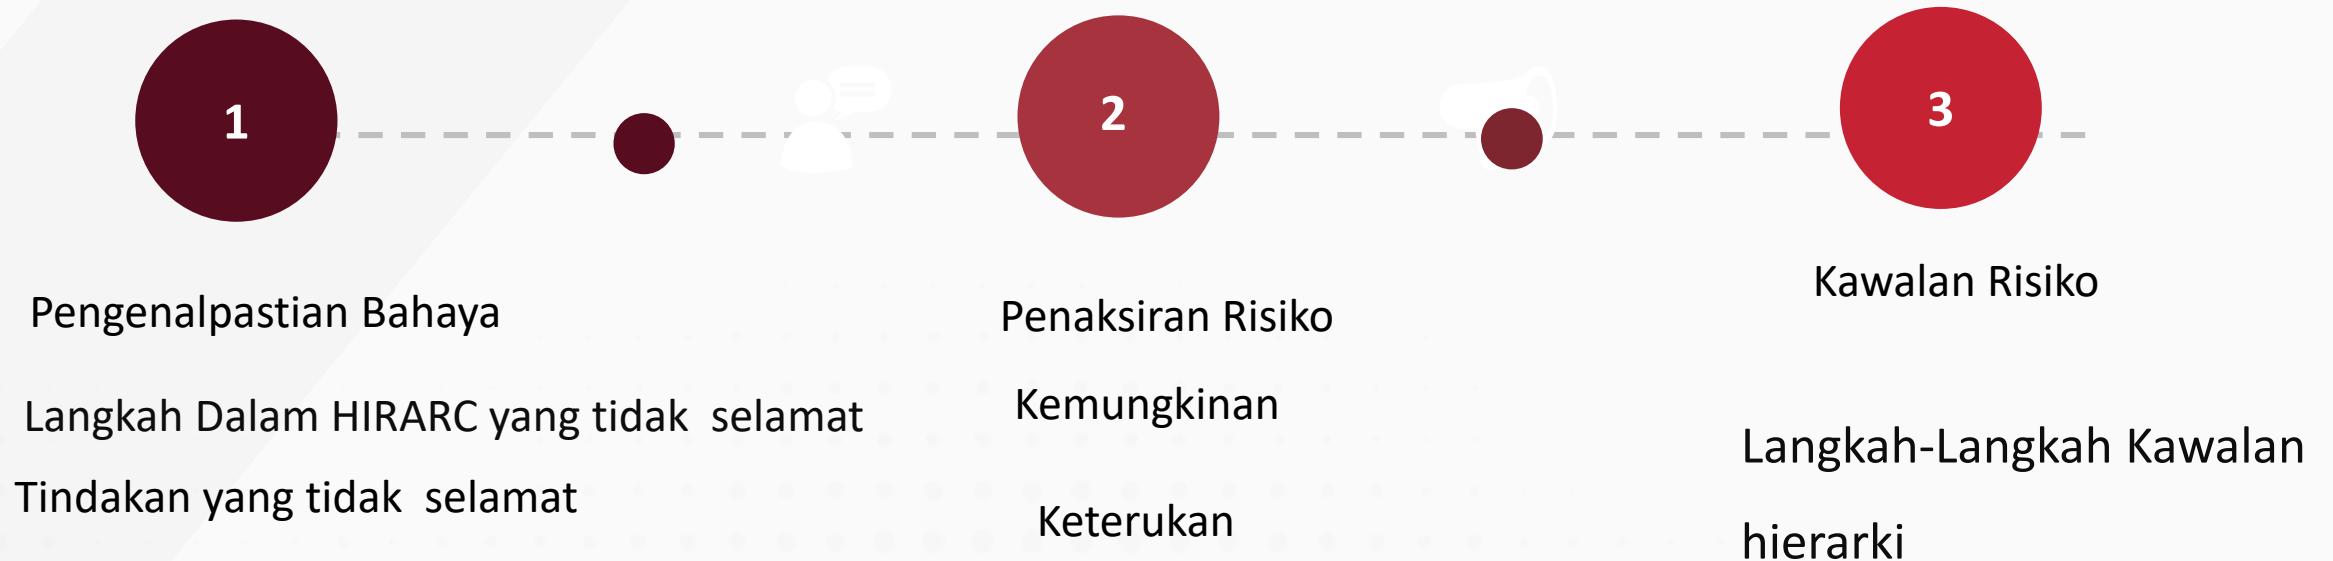 1
2
3
Pengenalpastian Bahaya
Langkah Dalam HIRARC yang tidak  selamat
Tindakan yang tidak  selamat
Penaksiran Risiko
Kemungkinan
Keterukan
Kawalan Risiko
Langkah-Langkah Kawalan
hierarki